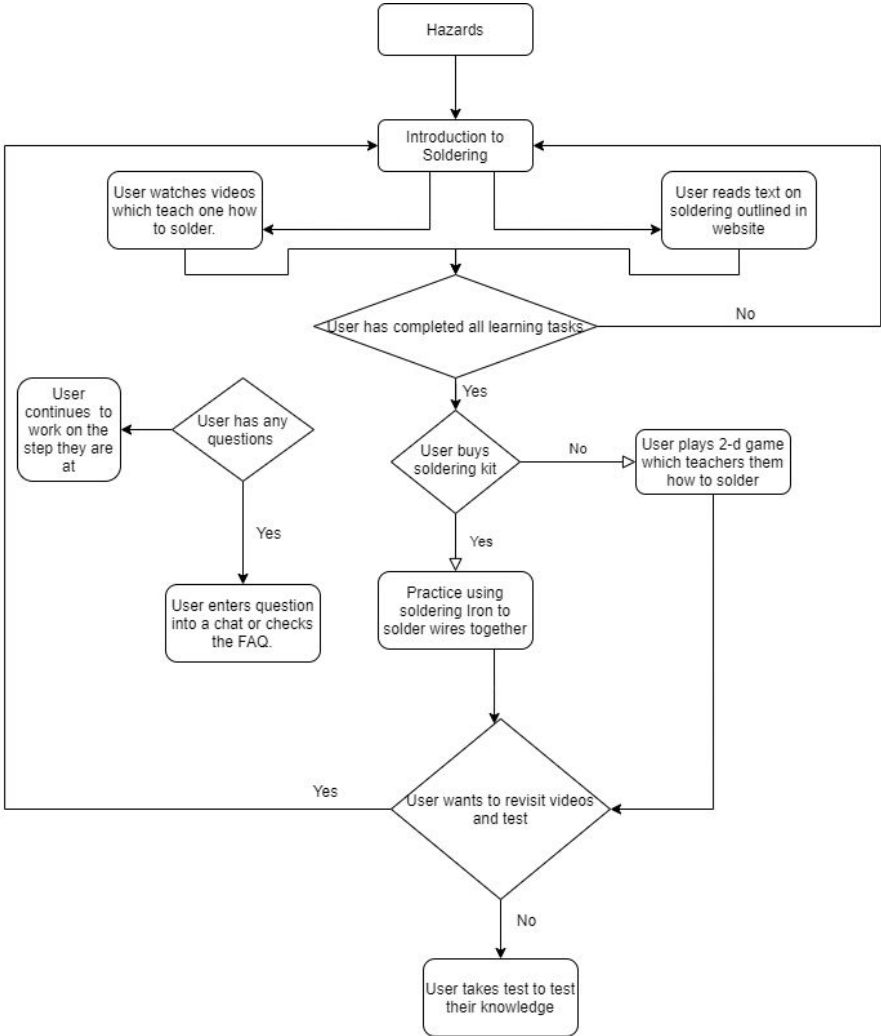 Hazards
Introduction to
Soldering
User watches videos
which teach one how
to solder.
User reads text on
soldering outlined in
website
User has completed all learning tasks
No
Yes
User
continues to
work on the
step they are
at
User has any
questions
User buys
soldering kit
No
User plays 2-d game
which teachers them
how to solder
Yes
Yes
Practice using
soldering Iron to
solder wires together
User enters question
into a chat or checks
the FAQ.
Yes
User wants to revisit videos
and test
No
User takes test to test
their knowledge